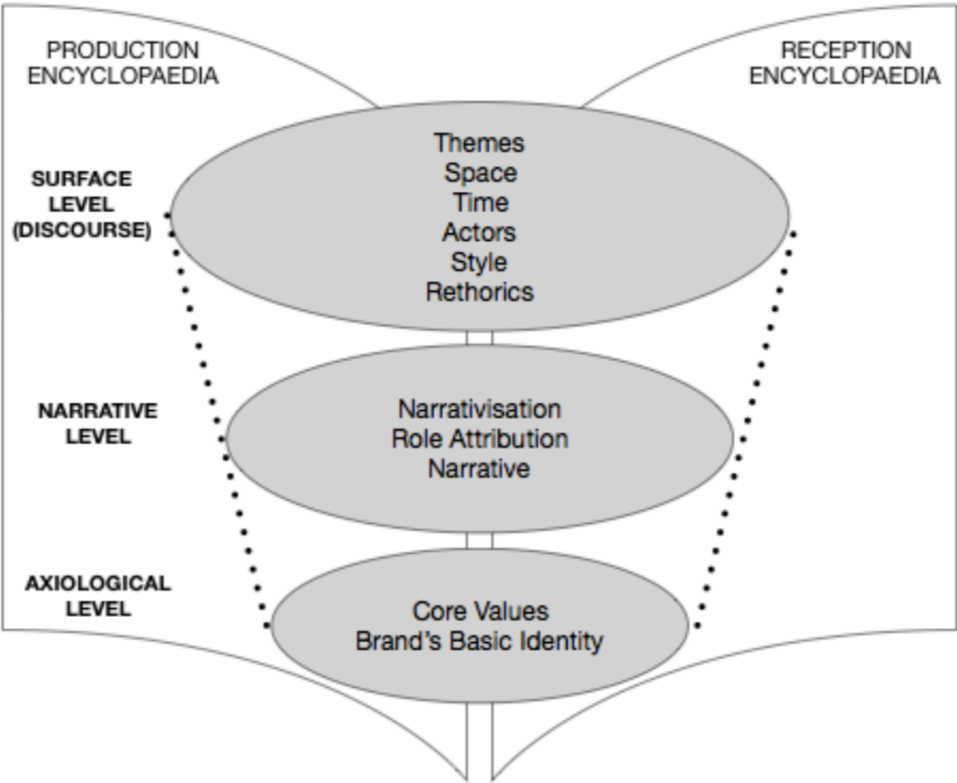 PRODUCTION
ENCYCLOPAEDIA
RECEPTION
ENCYCLOPAEDIA
SURFACE
LEVEL
(DISCOURSE)
Themes
Space
Time
Actors
Style
Rethorics
NARRATIVE
LEVEL
Narrativisation
Role Attribution
Narrative
AXIOLOGICAL
LEVEL
Core Values
Brand's Basic Identity